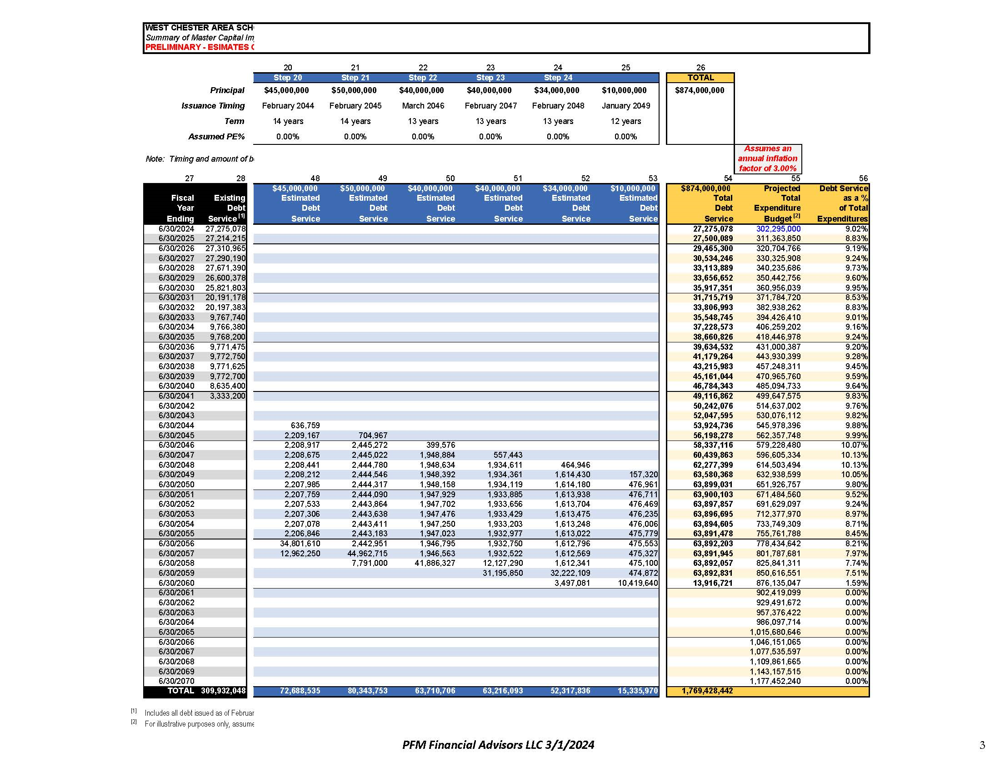 WEST CHESTER AREA SCH
Summary of Master Capital Im
PRELIMINARY - ESIMATES
20 21 22 23 24 25 26
Step 20 Step 21 Step 22 Step 23 Step 24 TOTAL
Principal $45,000,000 $50,000,000 $40,000,000 $40,000,000 $34,000,000 $10,000,000 $874,000,000
Issuance Timing February 2044 February 2045 March 2046 February 2047 February 2048 January 2049
Term 14 years 14 years 13 years 13 years 13 years 12 years
Assumed PE% 0.00% 0.00% 0.00% 0.00% 0.00% 0.00%
Assumes an
annual inflation
factor of 3.00%
Note: Timing and amount of b
27 28 48 49 50 51 52 53 54 55 56
$45,000,000 $50,000,000 $40,000,000 $40,000,000 $34,000,000 $10,000,000 $874,000,000 Projected Debt Service
Fiscal Existing Estimated Estimated Estimated Estimated Estimated Estimated Total Total as a %
Year Debt Debt Debt Debt Debt Debt Debt Debt Expenditure of Total
Ending Service [1] Service Service Service Service Service Service Service Budget [2] Expenditures
6/30/2024 27,275,078 27,275,078 302,295,000 9.02%
6/30/2025 27,214,215 27,500,089 311,363,850 8.83%
6/30/2026 27,310,965 29,465,300 320,704,766 9.19%
6/30/2027 27,290,190 30,534,246 330,325,908 9.24%
6/30/2028 27,671,390 33,113,889 340,235,686 9.73%
6/30/2029 26,600,378 33,656,652 350,442,756 9.60%
6/30/2030 25,821,803 35,917,351 360,956,039 9.95%
6/30/2031 20,191,178 31,715,719 371,784,720 8.53%
6/30/2032 20,197,383 33,806,993 382,938,262 8.83%
6/30/2033 9,767,740 35,548,745 394,426,410 9.01%
6/30/2034 9,766,380 37,228,573 406,259,202 9.16%
6/30/2035 9,768,200 38,660,826 418,446,978 9.24%
6/30/2036 9,771,475 39,634,532 431,000,387 9.20%
6/30/2037 9,772,750 41,179,264 443,930,399 9.28%
6/30/2038 9,771,625 43,215,983 457,248,311 9.45%
6/30/2039 9,772,700 45,161,044 470,965,760 9.59%
6/30/2040 8,635,400 46,784,343 485,094,733 9.64%
6/30/2041 3,333,200 49,116,862 499,647,575 9.83%
6/30/2042 50,242,076 514,637,002 9.76%
6/30/2043 52,047,595 530,076,112 9.82%
6/30/2044 636,759 53,924,736 545,978,396 9.88%
6/30/2045 2,209,167 704,967 56,198,278 562,357,748 9.99%
6/30/2046 2,208,917 2,445,272 399,576 58,337,116 579,228,480 10.07%
6/30/2047 2,208,675 2,445,022 1,948,884 557,443 60,439,863 596,605,334 10.13%
6/30/2048 2,208,441 2,444,780 1,948,634 1,934,611 464,946 62,277,399 614,503,494 10.13%
6/30/2049 2,208,212 2,444,546 1,948,392 1,934,361 1,614,430 157,320 63,580,368 632,938,599 10.05%
6/30/2050 2,207,985 2,444,317 1,948,158 1,934,119 1,614,180 476,961 63,899,031 651,926,757 9.80%
6/30/2051 2,207,759 2,444,090 1,947,929 1,933,885 1,613,938 476,711 63,900,103 671,484,560 9.52%
6/30/2052 2,207,533 2,443,864 1,947,702 1,933,656 1,613,704 476,469 63,897,857 691,629,097 9.24%
6/30/2053 2,207,306 2,443,638 1,947,476 1,933,429 1,613,475 476,235 63,896,695 712,377,970 8.97%
6/30/2054 2,207,078 2,443,411 1,947,250 1,933,203 1,613,248 476,006 63,894,605 733,749,309 8.71%
6/30/2055 2,206,846 2,443,183 1,947,023 1,932,977 1,613,022 475,779 63,891,478 755,761,788 8.45%
6/30/2056 34,801,610 2,442,951 1,946,795 1,932,750 1,612,796 475,553 63,892,203 778,434,642 8.21%
6/30/2057 12,962,250 44,962,715 1,946,563 1,932,522 1,612,569 475,327 63,891,945 801,787,681 7.97%
6/30/2058 7,791,000 41,886,327 12,127,290 1,612,341 475,100 63,892,057 825,841,311 7.74%
6/30/2059 31,195,850 32,222,109 474,872 63,892,831 850,616,551 7.51%
6/30/2060 3,497,081 10,419,640 13,916,721 876,135,047 1.59%
6/30/2061 902,419,099 0.00%
6/30/2062 929,491,672 0.00%
6/30/2063 957,376,422 0.00%
6/30/2064 986,097,714 0.00%
6/30/2065 1,015,680,646 0.00%
6/30/2066 1,046,151,065 0.00%
6/30/2067 1,077,535,597 0.00%
6/30/2068 1,109,861,665 0.00%
6/30/2069 1,143,157,515 0.00%
6/30/2070 1,177,452,240 0.00%
TOTAL 309,932,048 72,688,535 80,343,753 63,710,706 63,216,093 52,317,836 15,335,970 1,769,428,442
[1] Includes all debt issued as of Februar
[2] For illustrative purposes only, assume
PFM Financial Advisors LLC 3/1/2024
3